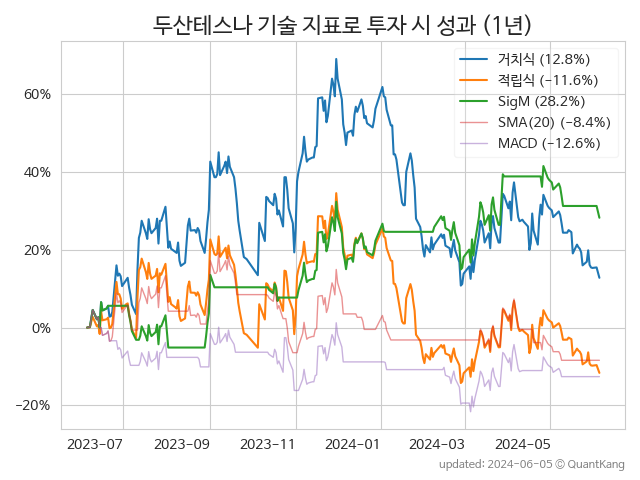 두산테스나 기술 지표로 투자 시 성과 (1년)
거치식 (12.8%)
적립식 (−11.6%)
SigM (28.2%)
SMA(20) (−8.4%)
MACD (−12.6%)
60%
40%
20%
0%
−20%
2023−07 2023−09 2023−11 2024−01 2024−03 2024−05
updated: 2024−06−05 ⓒ QuantKang